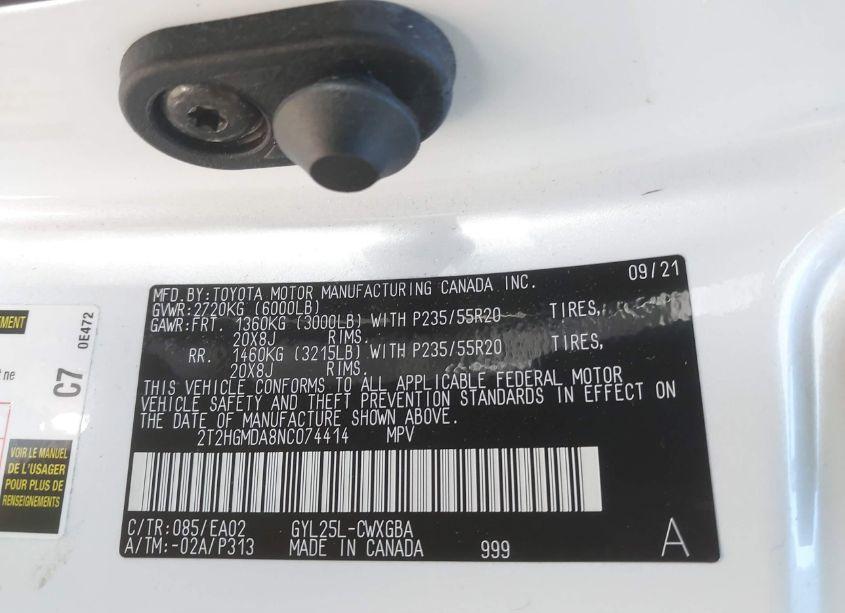 MFD.BY:TOYOTA MOTOR MANUFACTURING CANADA INC. 09/21
GVWR:2720KG (6000LB)
GAWR:FRT. 1360KG (3000LB) WITH P235/55R20 TIRES,
20X8J RIMS.
RR. 1460KG (3215LB) WITH P235/55R20 TIRES,
20X8J RIMS.
THIS VEHICLE CONFORMS TO ALL APPLICABLE FEDERAL MOTOR
VEHICLE SAFETY AND THEFT PREVENTION STANDARDS IN EFFECT ON
THE DATE OF MANUFACTURE SHOWN ABOVE.
2T2HGMDA8NC074414 MPV
C/TR:085/EA02 GYL25L-CWXGBA
A/TM:-02A/P313 MADE IN CANADA 999 A
EMENT
t ne
C7 0E472
VOIR LE MANUEL
DE L'USAGER
POUR PLUS DE
RENSEIGNEMENTS